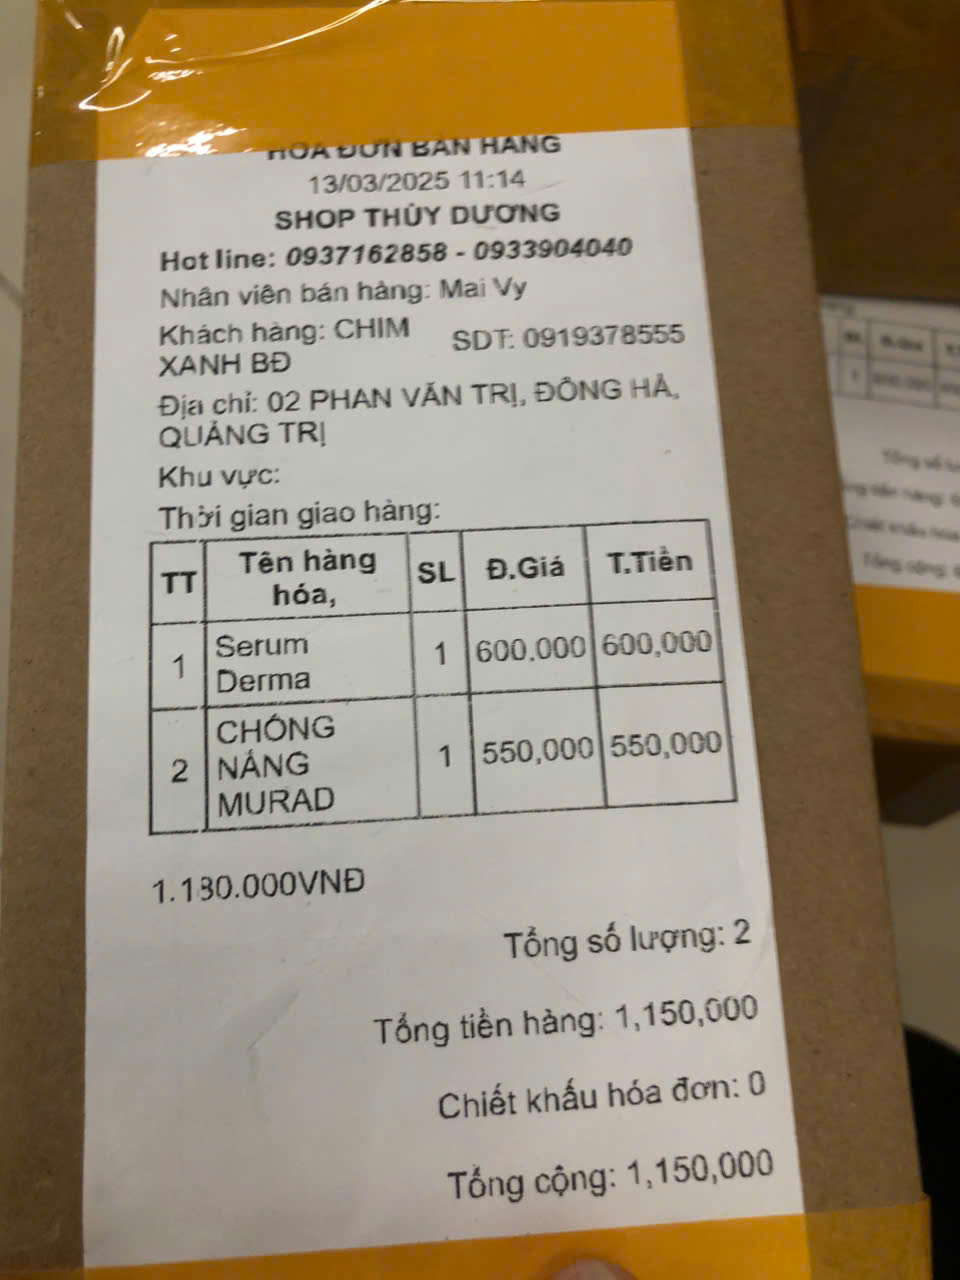 HÓA ĐƠN BÁN HÀNG
13/03/2025 11:14
SHOP THÙY DƯƠNG
Hot line: 0937162858 - 0933904040
Nhân viên bán hàng: Mai Vy
Khách hàng: CHIM XANH BĐ
SDT: 0919378555
Địa chỉ: 02 PHAN VĂN TRỊ, ĐÔNG HÀ,
QUẢNG TRỊ
Khu vực:
Thời gian giao hàng:
TT Tên hàng hóa, SL Đ.Giá T.Tiền
1 Serum Derma 1 600,000 600,000
2 CHỐNG NẮNG MURAD 1 550,000 550,000
1.180.000VNĐ
Tổng số lượng: 2
Tổng tiền hàng: 1,150,000
Chiết khấu hóa đơn: 0
Tổng cộng: 1,150,000